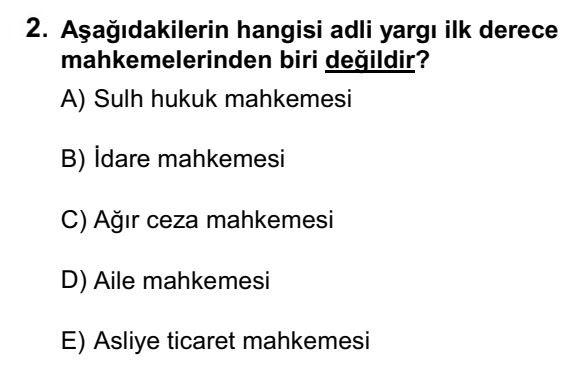 2. Aşağıdakilerin hangisi adli yargı ilk derece
mahkemelerinden biri değildir?
A) Sulh hukuk mahkemesi
B) İdare mahkemesi
C) Ağır ceza mahkemesi
D) Aile mahkemesi
E) Asliye ticaret mahkemesi